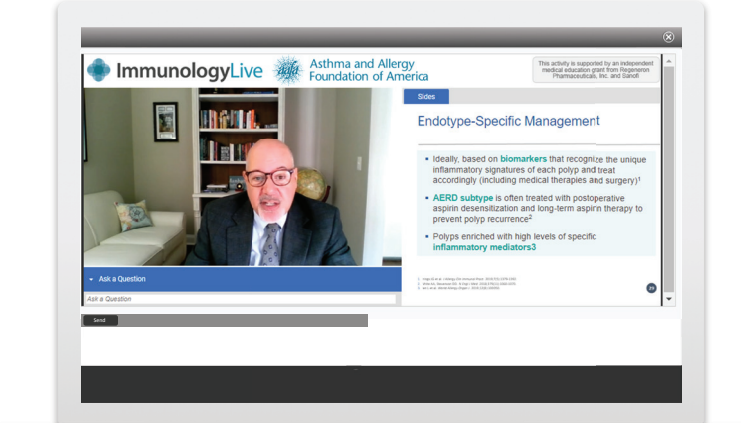 ImmunologyLive
aafa
Asthma and Allergy
Foundation of America
This activity is supported by an independent
medical education grant from Regeneron
Pharmaceuticals, Inc. and Sanofi
Sides
Endotype-Specific Management
• Ideally, based on biomarkers that recognize the unique
inflammatory signatures of each polyp and treat
accordingly (including medical therapies and surgery)1
• AERD subtype is often treated with postoperative
aspirin desensitization and long-term aspirin therapy to
prevent polyp recurrence2
• Polyps enriched with high levels of specific
inflammatory mediators3
29
Ask a Question
Ask a Question
Send